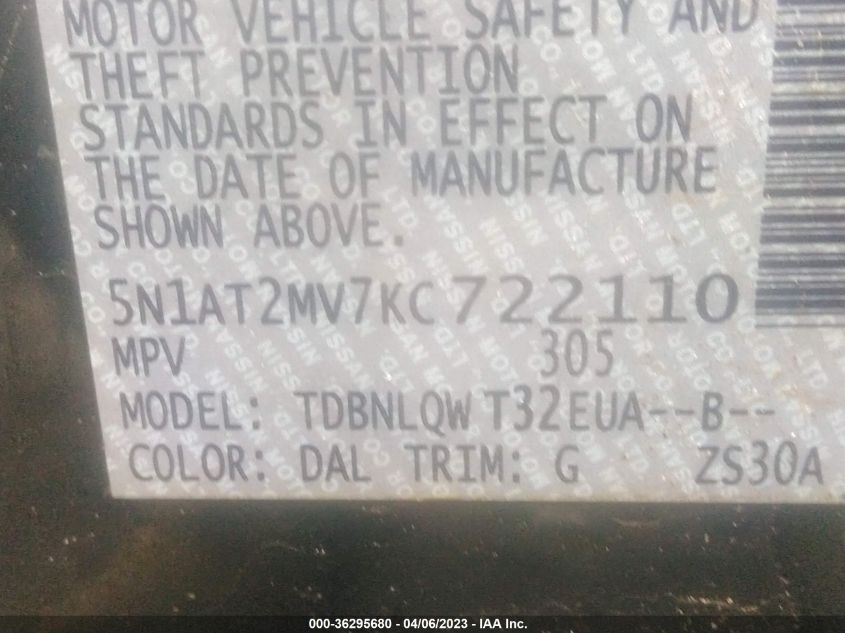 MOTOR VEHICLE SAFETY AND
THEFT PREVENTION
STANDARDS IN EFFECT ON
THE DATE OF MANUFACTURE
SHOWN ABOVE.
5N1AT2MV7KC722110
MPV 305
MODEL: TDBNLQW T32EUA--B--
COLOR: DAL TRIM: G ZS30A
000-36295680 - 04/06/2023 - IAA Inc.